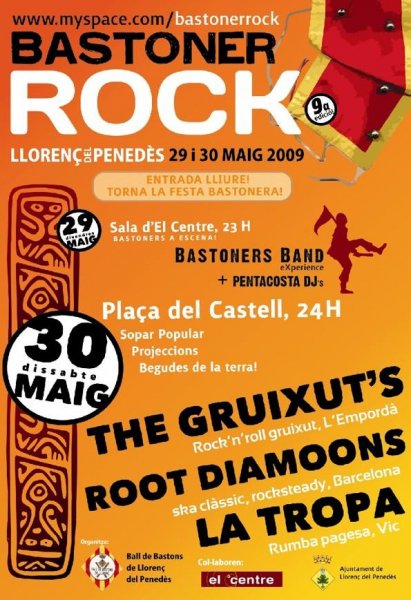 www.myspace.com/bastonerrock
BASTONER
ROCK
9a
edició!
LLORENÇ DEL PENEDÈS 29 i 30 MAIG 2009
ENTRADA LLIURE!
TORNA LA FESTA BASTONERA!
29
divendres
MAIG
Sala d'El Centre, 23 H
BASTONERS A ESCENA!
BASTONERS BAND
eXperience
+ PENTACOSTA DJ's
Plaça del Castell, 24H
30
dissabte
MAIG
Sopar Popular
Projeccions
Begudes de la terra!
THE GRUIXUT'S
Rock'n'roll gruixut, L'Empordà
ROOT DIAMOONS
ska clàssic, rocksteady, Barcelona
LA TROPA
Rumba pagesa, Vic
Organitza:
Ball de Bastons
de Llorenç
del Penedès
Col·laboren:
el centre
Ajuntament de
Llorenç del Penedès